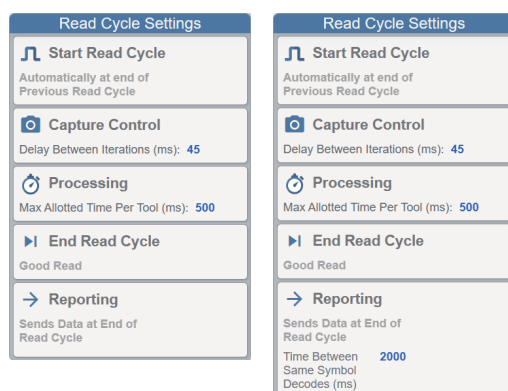 Read Cycle Settings
Start Read Cycle
Automatically at end of
Previous Read Cycle
Capture Control
Delay Between Iterations (ms): 45
Processing
Max Allotted Time Per Tool (ms): 500
End Read Cycle
Good Read
Reporting
Sends Data at End of
Read Cycle
Read Cycle Settings
Start Read Cycle
Automatically at end of
Previous Read Cycle
Capture Control
Delay Between Iterations (ms): 45
Processing
Max Allotted Time Per Tool (ms): 500
End Read Cycle
Good Read
Reporting
Sends Data at End of
Read Cycle
Time Between 2000
Same Symbol
Decodes (ms)